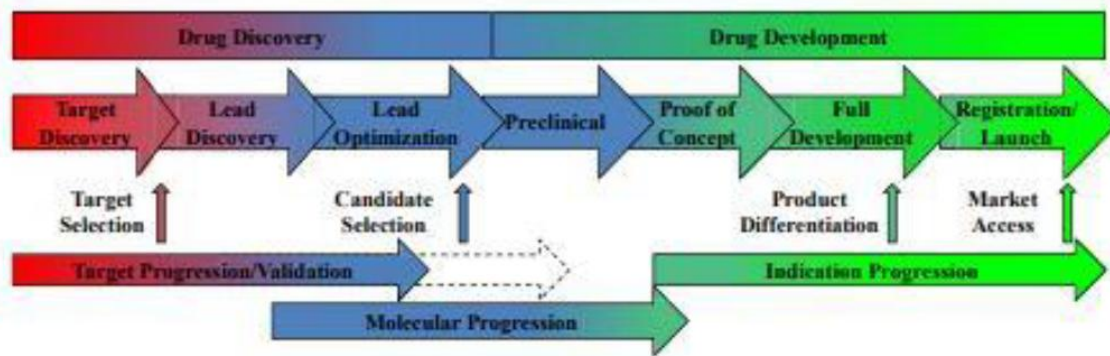 Drug Discovery
Drug Development
Target
Discovery
Lead
Discovery
Lead
Optimization
Preclinical
Proof of
Concept
Full
Development
Registration/
Launch
Target
Selection
Candidate
Selection
Product
Differentiation
Market
Access
Target Progression/Validation
Indication Progression
Molecular Progression